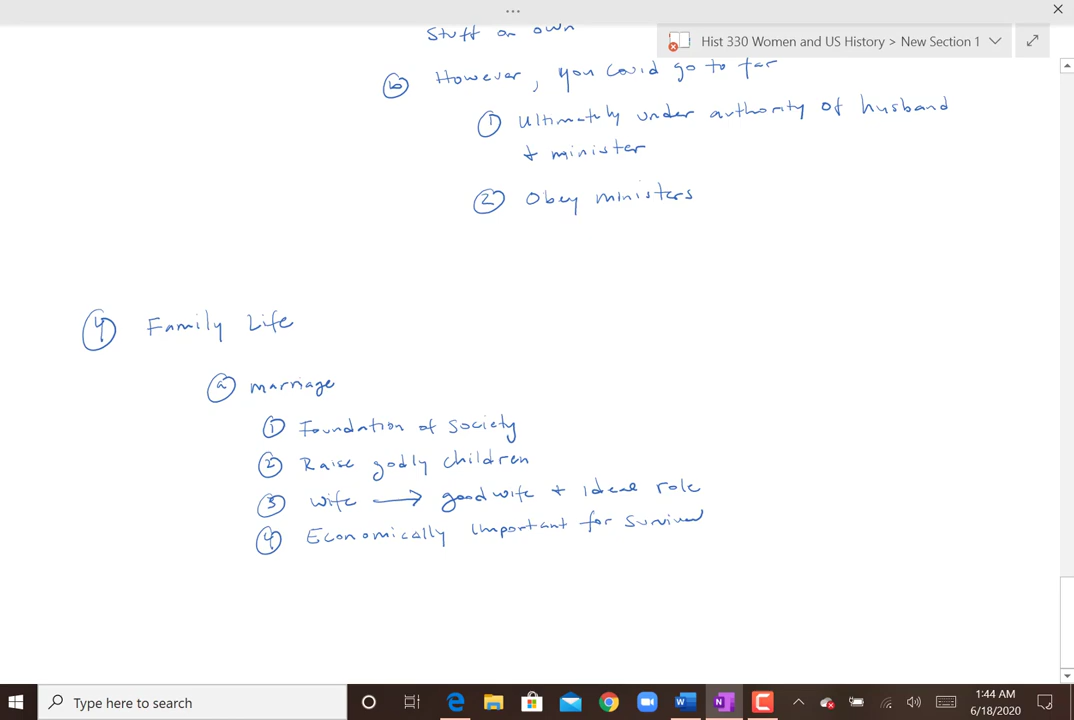 Stuff on own
Hist 330 Women and US History > New Section 1
b However, you could go to far
1 Ultimately under authority of husband
+ minister
2 Obey ministers
4 Family Life
a marriage
1 Foundation of society
2 Raise godly children
3 Wife → good wife + ideal role
4 Economically important for survival
Type here to search
1:44 AM
6/18/2020